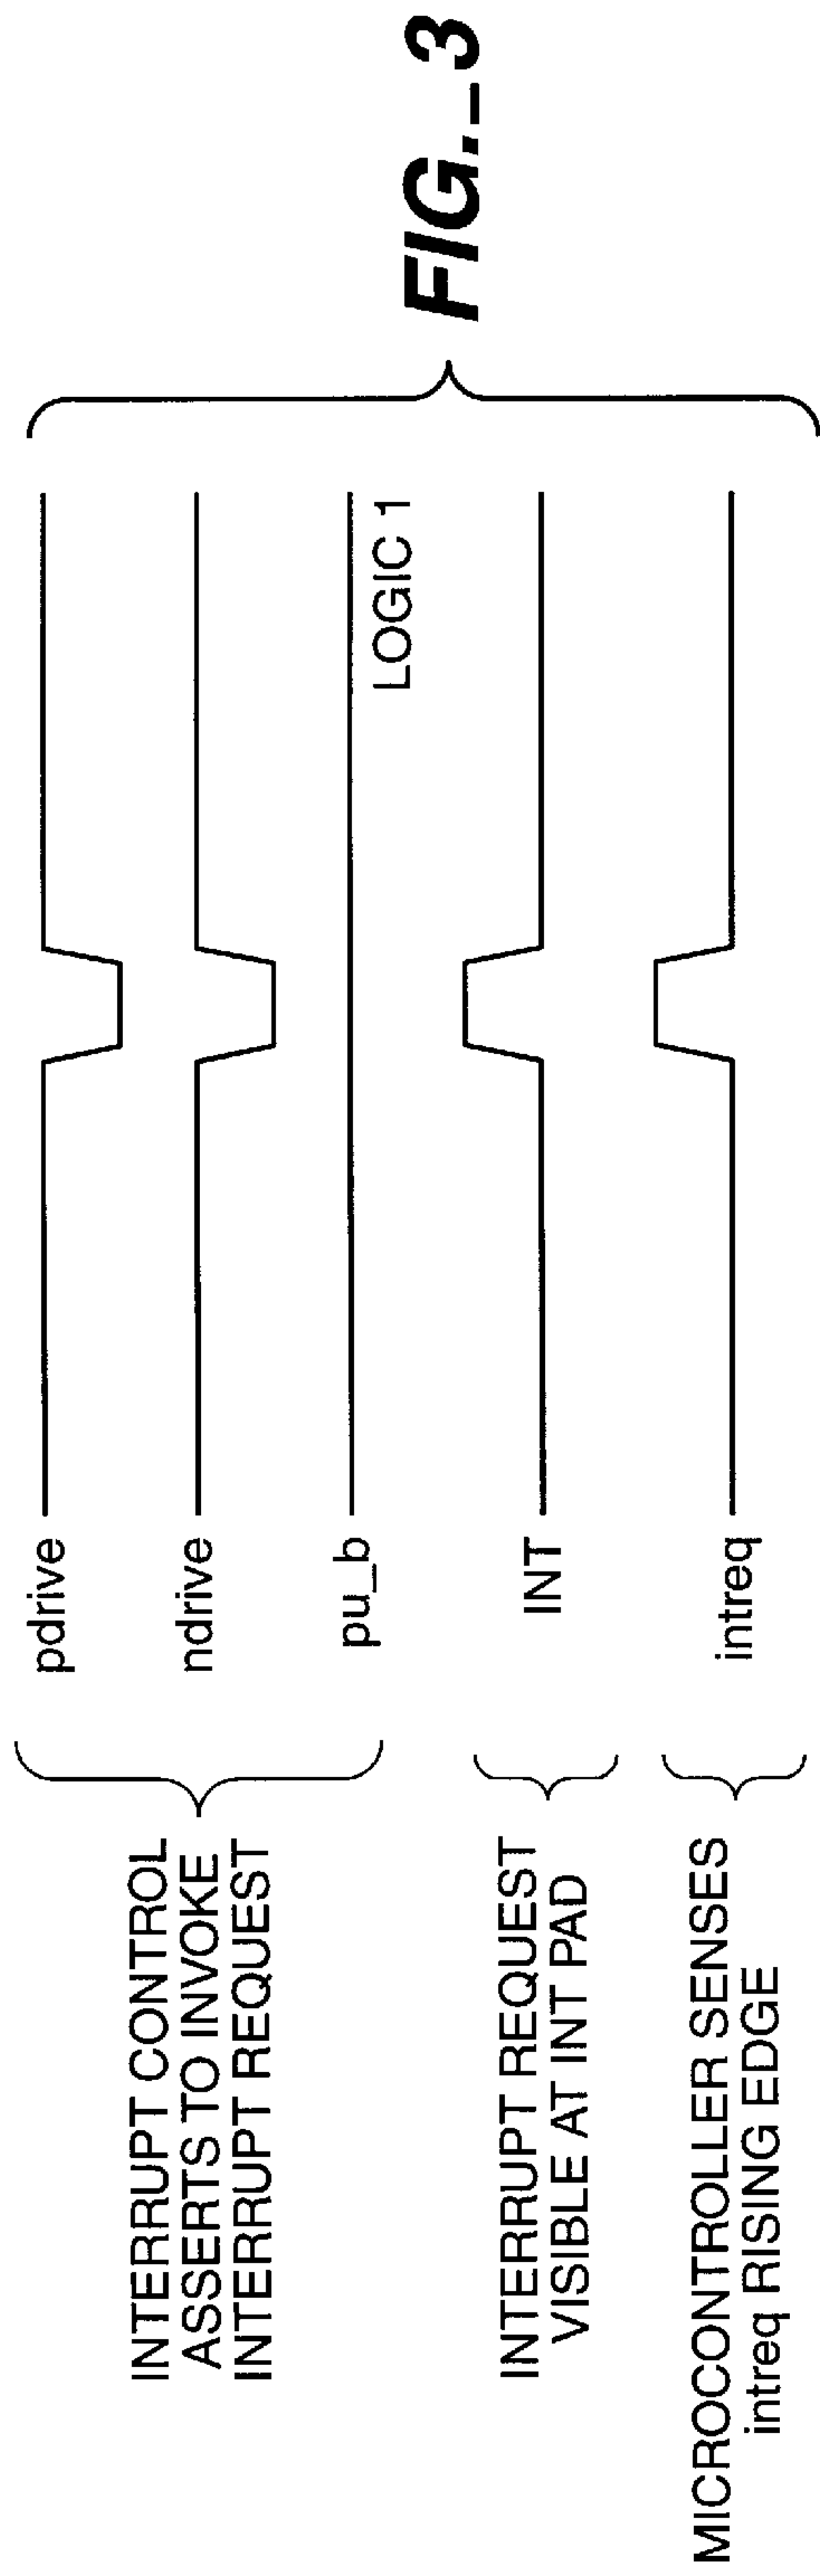 INTERRUPT CONTROL
ASSERTS TO INVOKE
INTERRUPT REQUEST
pdrive
ndrive
pu_b
LOGIC 1
INTERRUPT REQUEST
VISIBLE AT INT PAD
INT
MICROCONTROLLER SENSES
intreq RISING EDGE
intreq
FIG._3